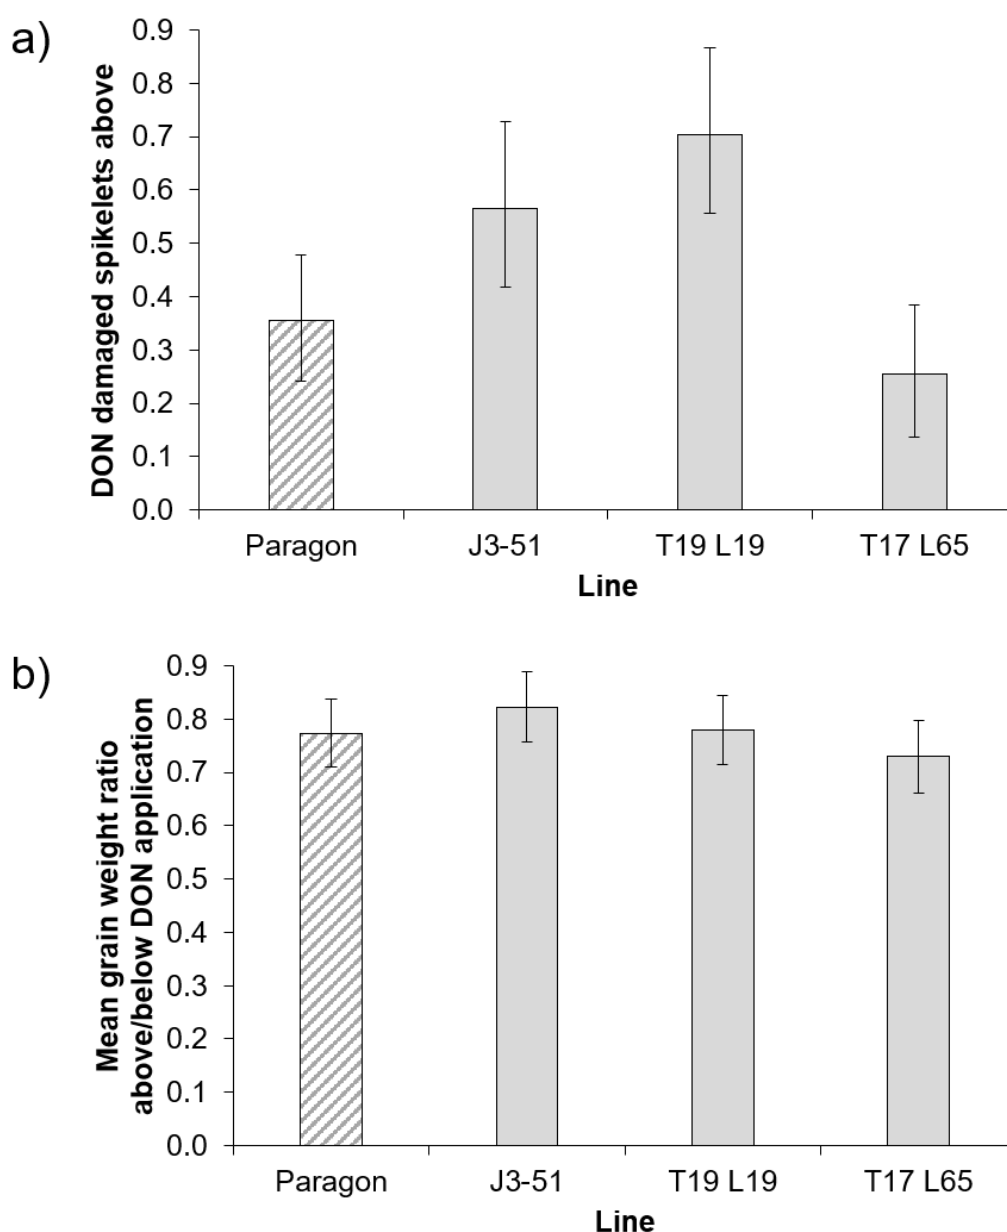 a)
DON damaged spikelets above
0.9
0.8
0.7
0.6
0.5
0.4
0.3
0.2
0.1
0.0
Paragon J3-51 T19 L19 T17 L65
Line
b)
Mean grain weight ratio
above/below DON application
0.9
0.8
0.7
0.6
0.5
0.4
0.3
0.2
0.1
0.0
Paragon J3-51 T19 L19 T17 L65
Line